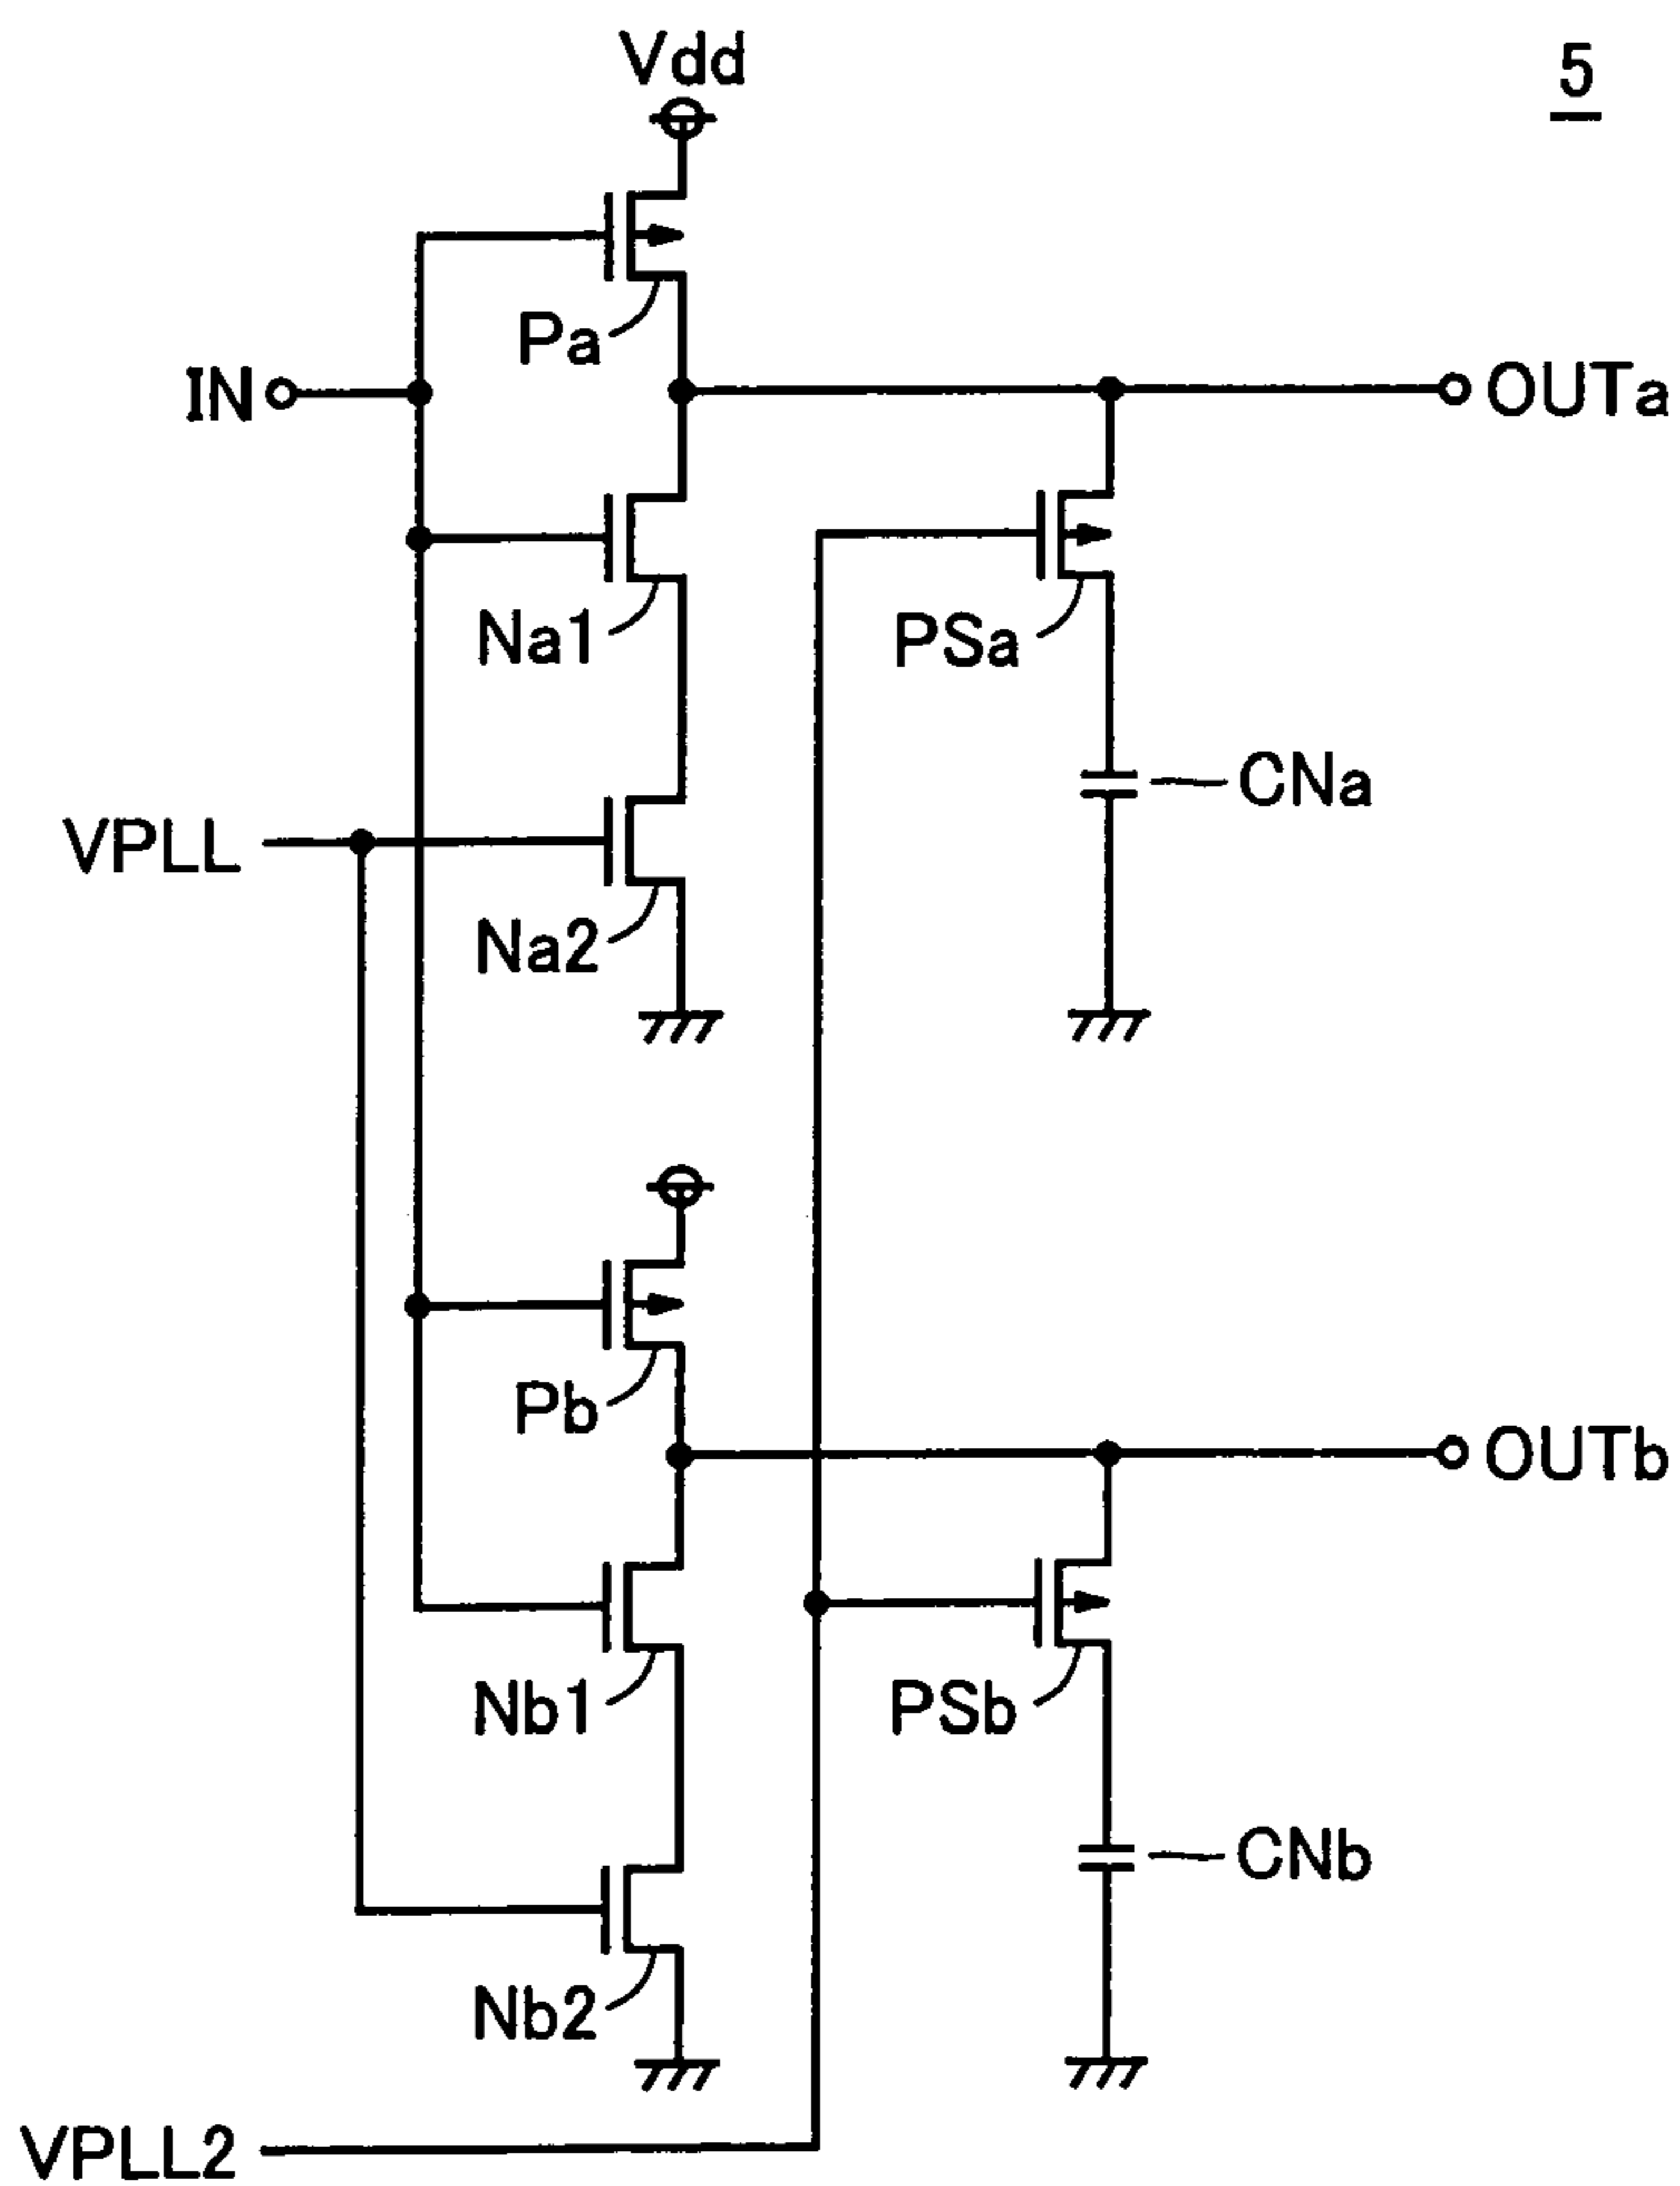 Vdd
5
Pa
IN
OUTa
Na1
PSa
CNa
VPLL
Na2
Pb
OUTb
Nb1
PSb
CNb
Nb2
VPLL2